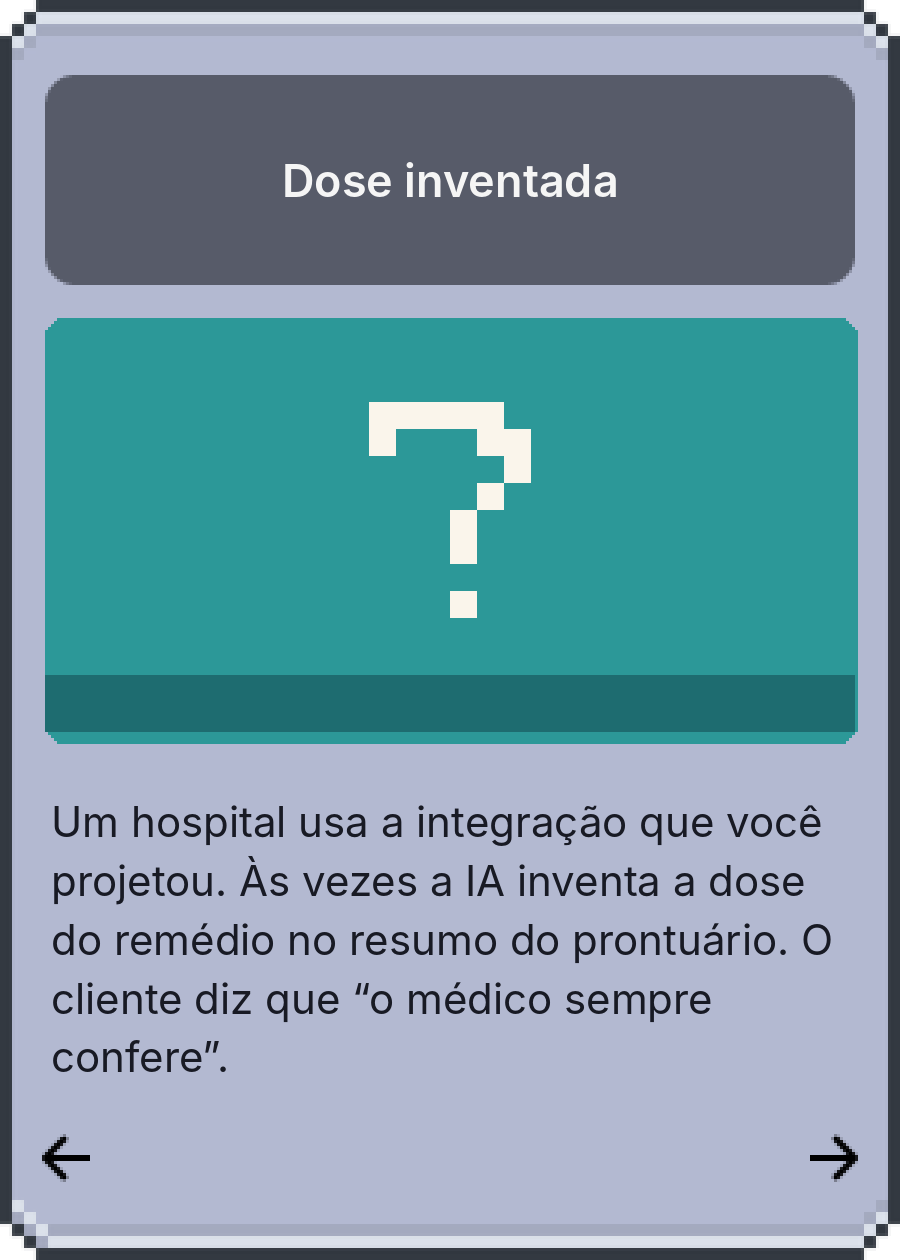 Dose inventada
Um hospital usa a integração que você
projetou. Às vezes a IA inventa a dose
do remédio no resumo do prontuário. O
cliente diz que “o médico sempre
confere”.